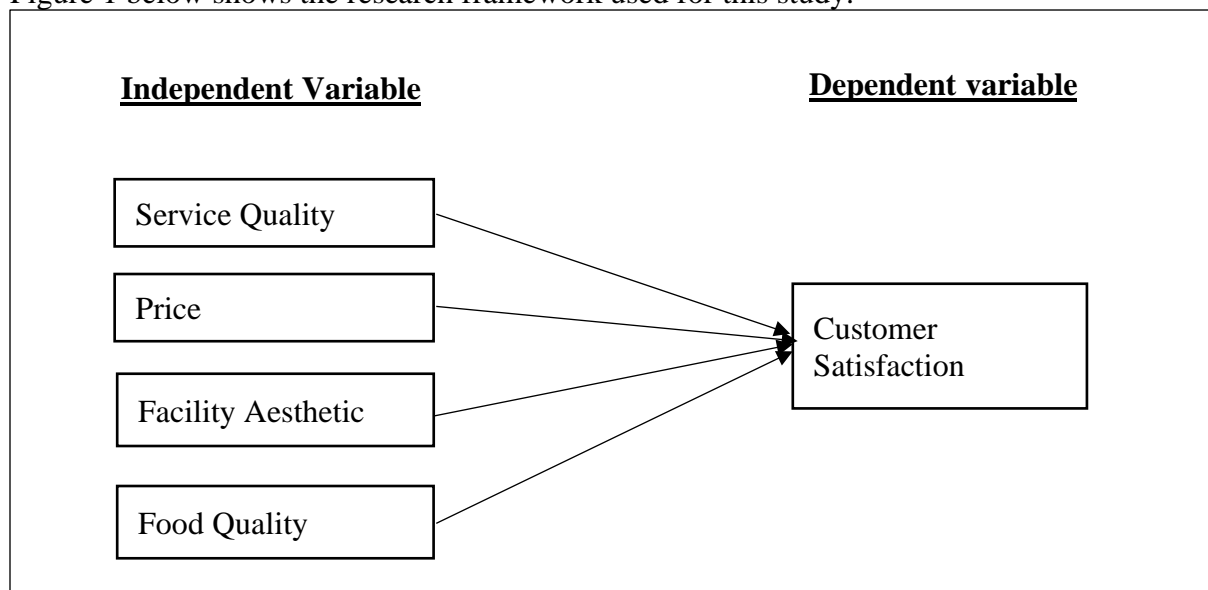 Figure 1 below shows the research framework used for this study.
Independent Variable
Dependent variable
Service Quality
Price
Facility Aesthetic
Food Quality
Customer
Satisfaction